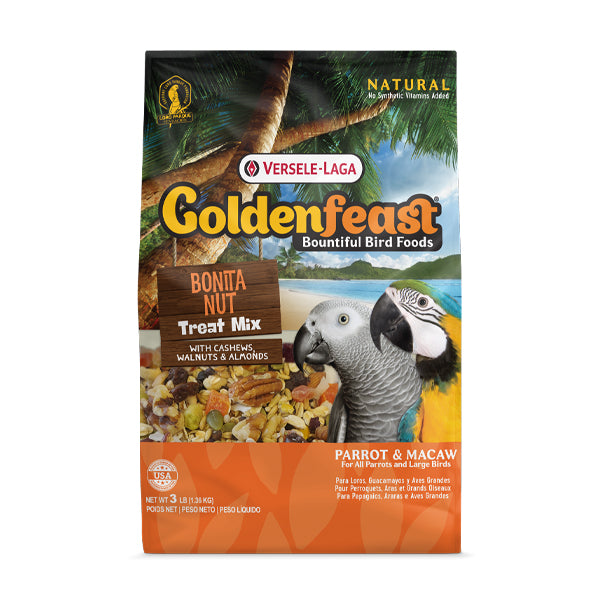 NATURAL
No Synthetic Vitamins Added
LORO PARQUE
VERSELE-LAGA
Goldenfeast®
Bountiful Bird Foods
BONITA
NUT
Treat Mix
WITH CASHEWS,
WALNUTS & ALMONDS
PARROT & MACAW
For All Parrots and Large Birds
Para Loros, Guacamayos y Aves Grandes
Pour Perroquets, Aras et Grands Oiseaux
Para Papagaios, Araras e Aves Grandes
USA
NET WT 3 LB (1.36 KG)
POIDS NET | PESO NETO | PESO LÍQUIDO